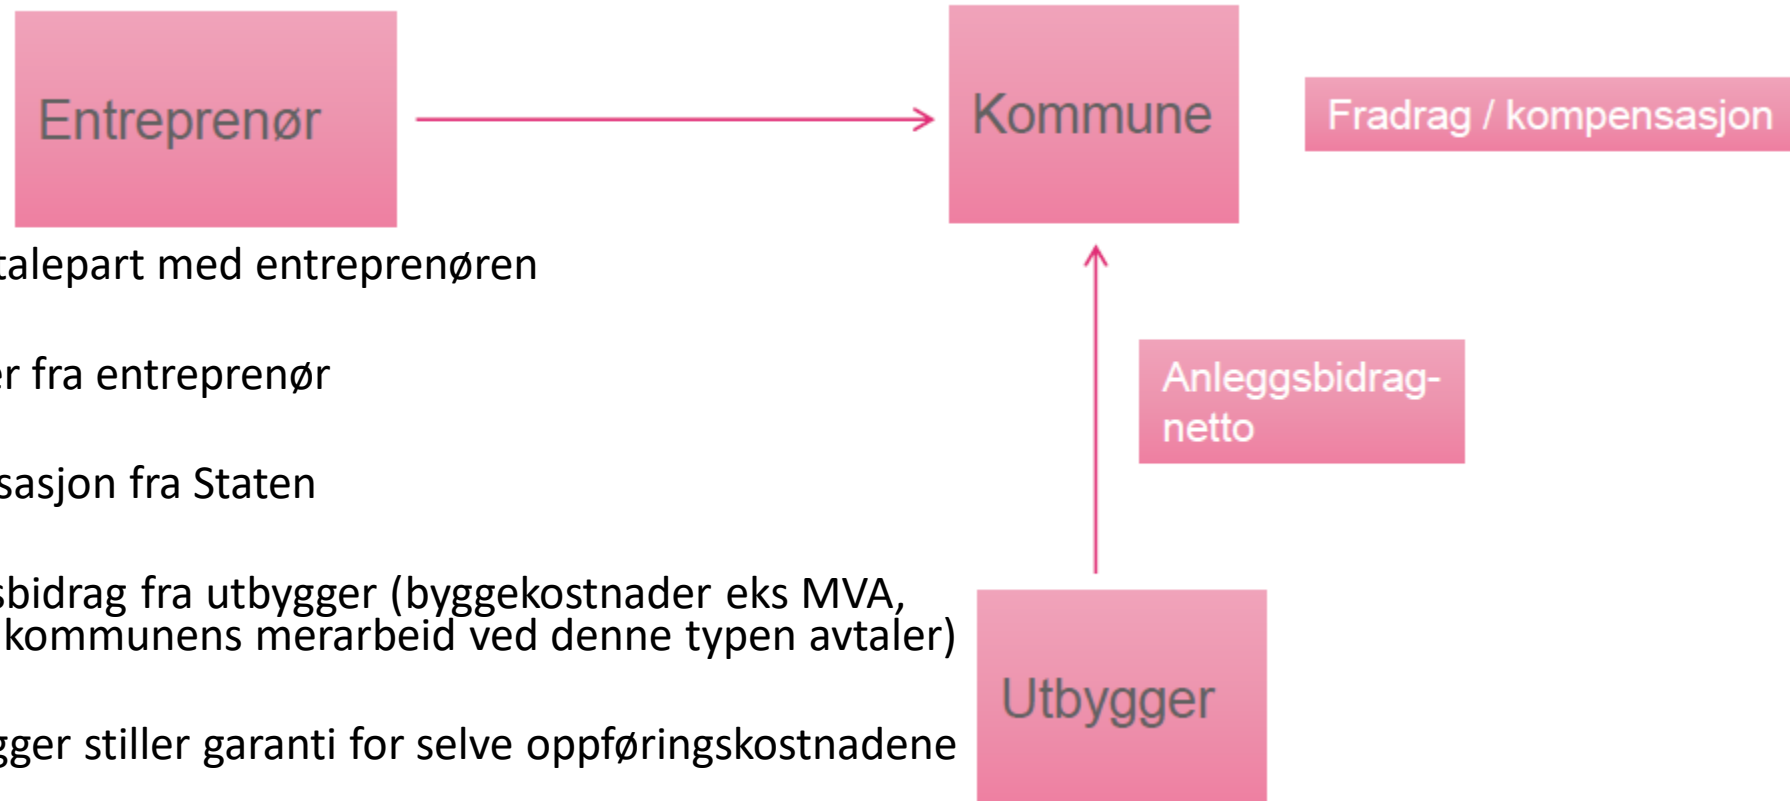 Entreprenør
Kommune
Fradrag / kompensasjon
talepart med entreprenøren
er fra entreprenør
Anleggsbidrag-
netto
sasjon fra Staten
sbidrag fra utbygger (byggekostnader eks MVA,
kommunens merarbeid ved denne typen avtaler)
Utbygger
gger stiller garanti for selve oppføringskostnadene